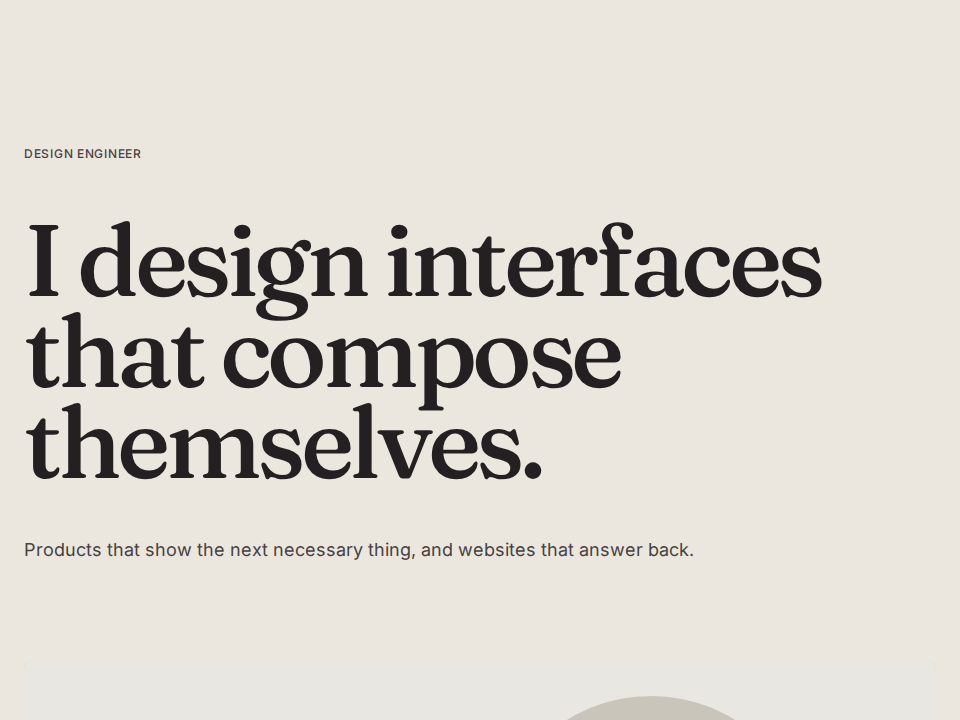 DESIGN ENGINEER
I design interfaces
that compose
themselves.
Products that show the next necessary thing, and websites that answer back.